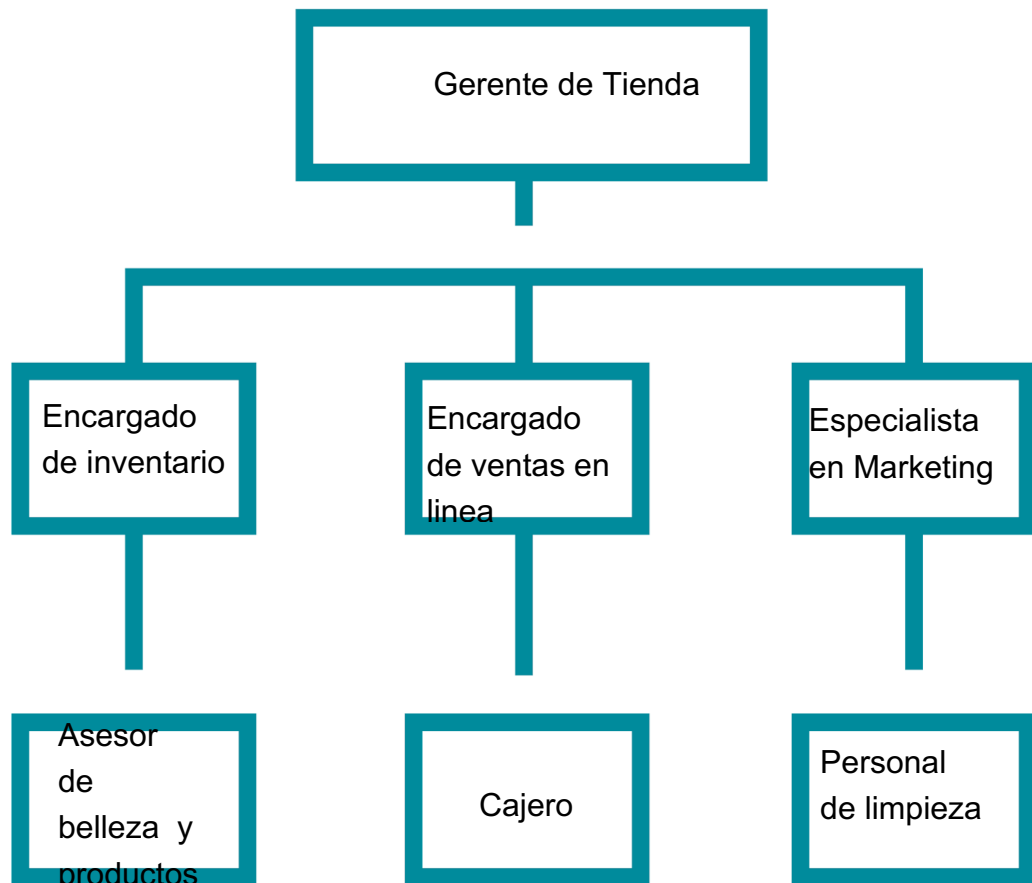 Gerente de Tienda
Encargado
de inventario
Encargado
de ventas en
linea
Especialista
en Marketing
Asesor
de
belleza y
productos
Cajero
Personal
de limpieza